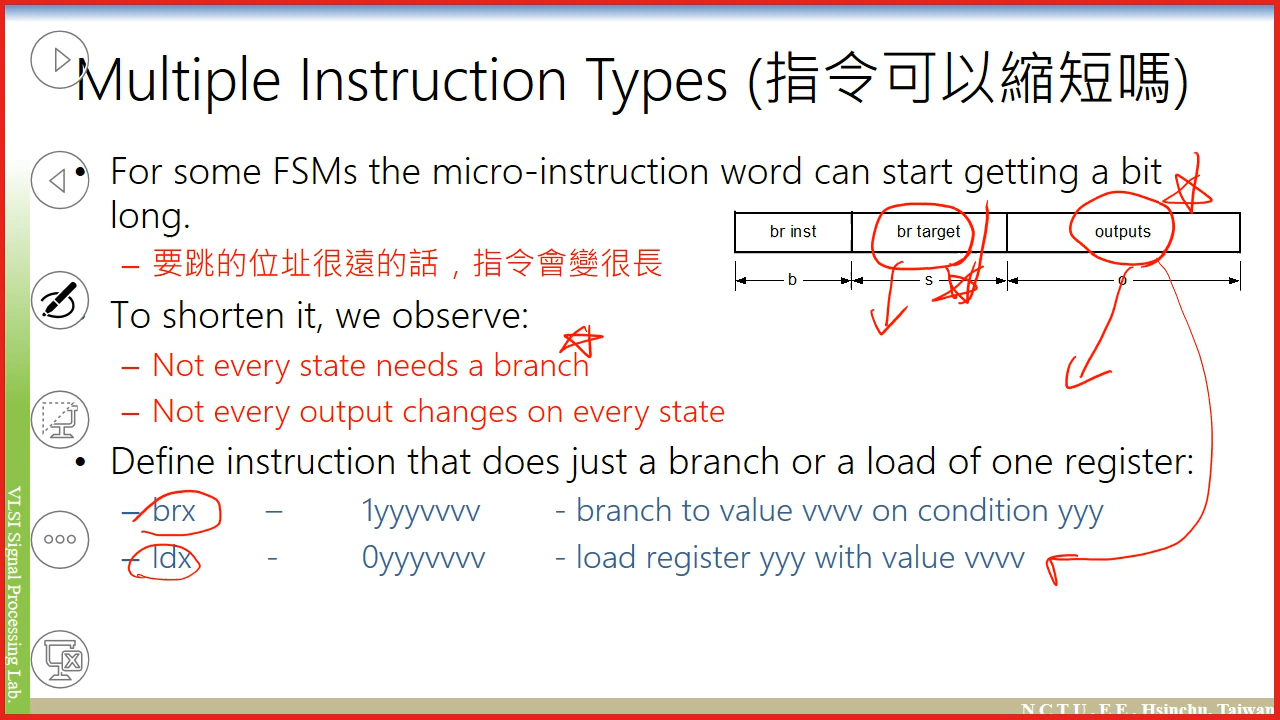 Multiple Instruction Types (指令可以縮短嗎)
• For some FSMs the micro-instruction word can start getting a bit
long.
br inst br target outputs
– 要跳的位址很遠的話，指令會變很長
b s o
To shorten it, we observe:
– Not every state needs a branch
– Not every output changes on every state
• Define instruction that does just a branch or a load of one register:
– brx – 1yyyvvvv - branch to value vvvv on condition yyy
– ldx - 0yyyvvvv - load register yyy with value vvvv
VLSI Signal Processing Lab.
N C T U. E E, Hsinchu, Taiwan